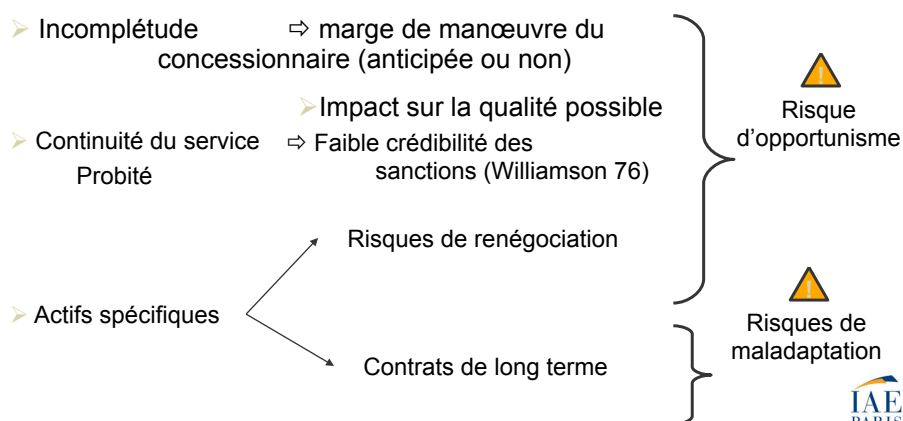 ➢ Incomplétude ⇨ marge de manœuvre du
concessionnaire (anticipée ou non)
➢Impact sur la qualité possible
➢ Continuité du service ⇨ Faible crédibilité des
Probité sanctions (Williamson 76)
Risques de renégociation
➢ Actifs spécifiques
Contrats de long terme
! Risque
d’opportunisme
! Risques de
maladaptation
IAE
PARIS